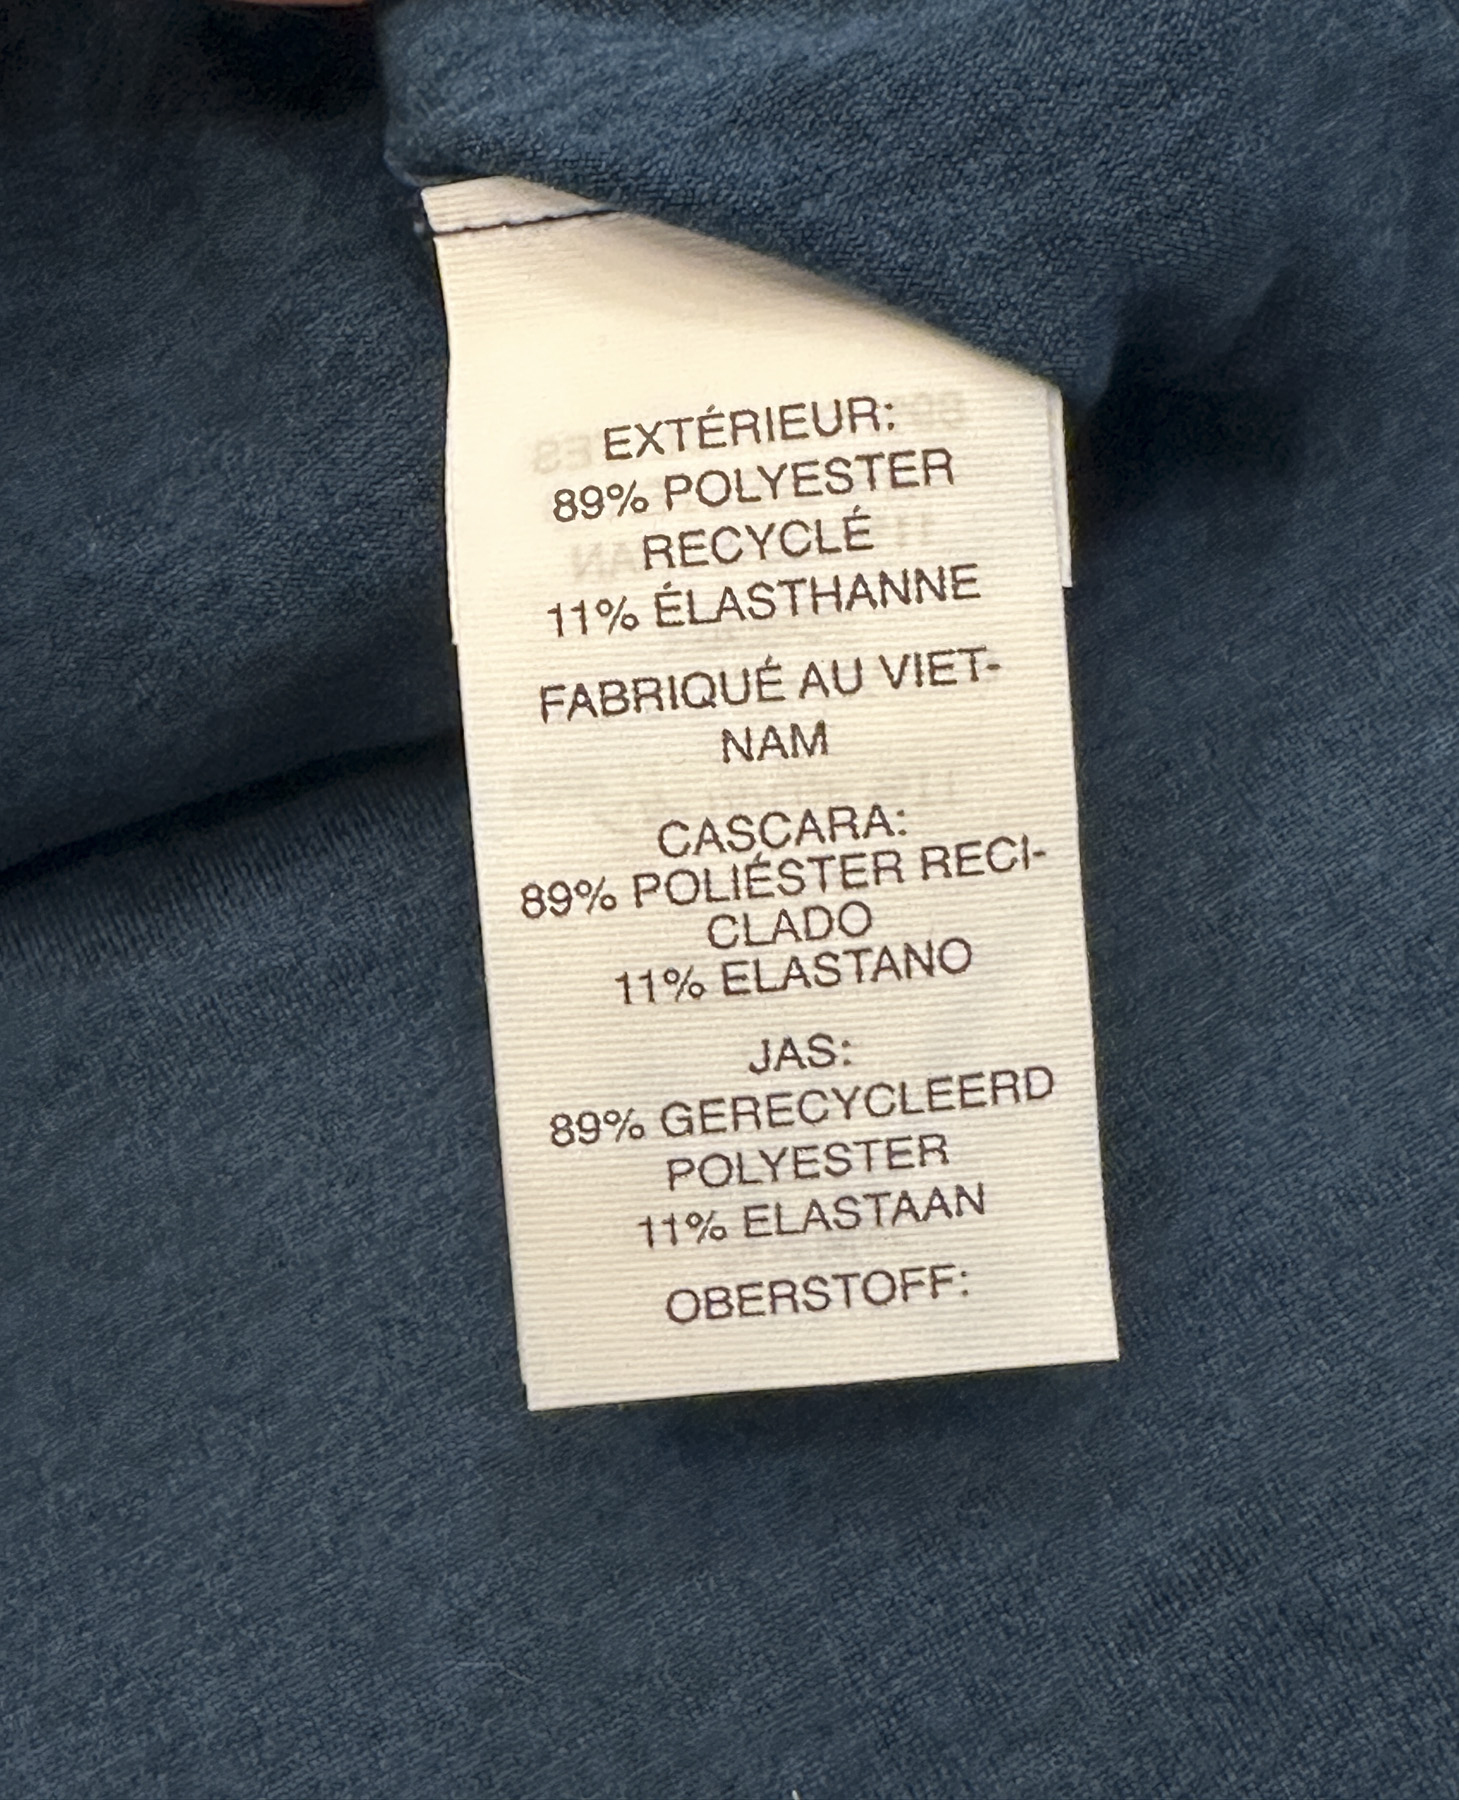 EXTÉRIEUR:
89% POLYESTER
RECYCLÉ
11% ÉLASTHANNE
FABRIQUÉ AU VIET-
NAM
CASCARA:
89% POLIÉSTER RECI-
CLADO
11% ELASTANO
JAS:
89% GERECYCLEERD
POLYESTER
11% ELASTAAN
OBERSTOFF: